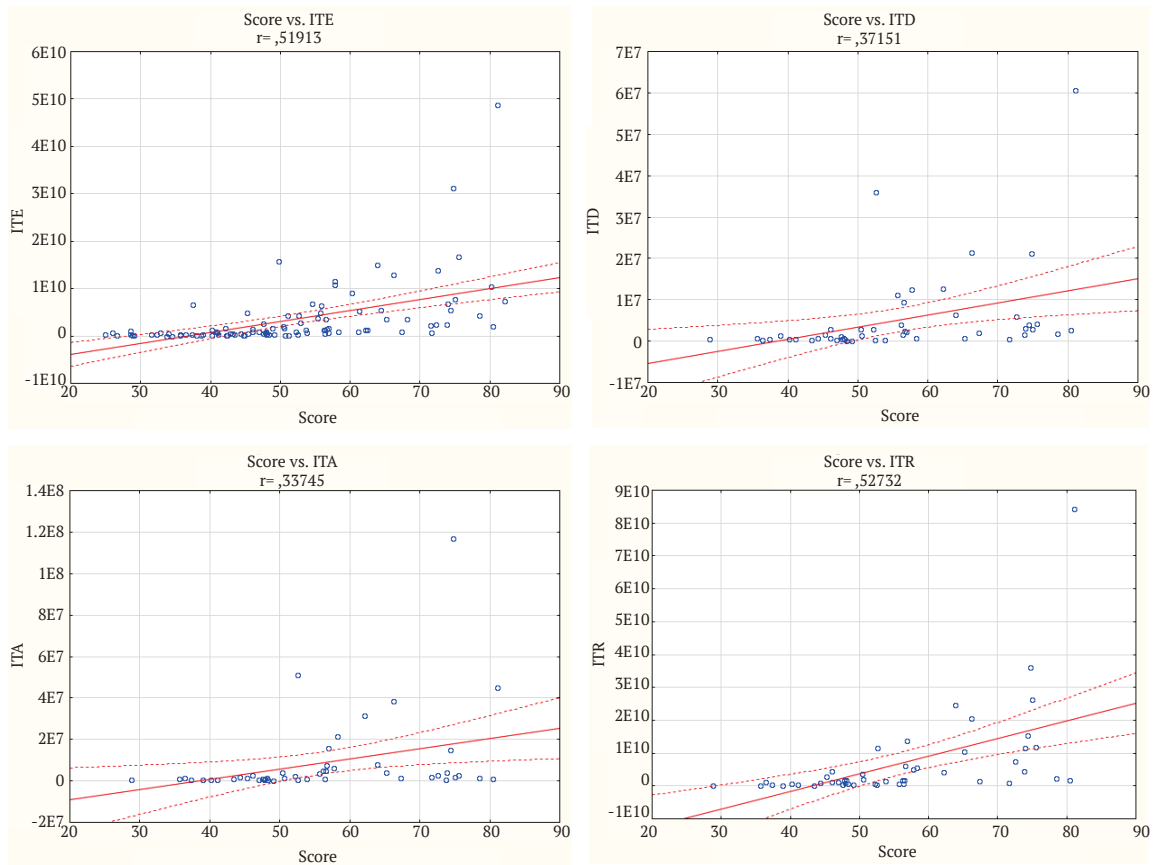 Score vs. ITE
r= ,51913
6E10
5E10
4E10
3E10
2E10
1E10
0
-1E10
ITE
20 30 40 50 60 70 80 90
Score
Score vs. ITD
r= ,37151
7E7
6E7
5E7
4E7
3E7
2E7
1E7
0
-1E7
ITD
20 30 40 50 60 70 80 90
Score
Score vs. ITA
r= ,33745
1.4E8
1.2E8
1E8
8E7
6E7
4E7
2E7
0
-2E7
ITA
20 30 40 50 60 70 80 90
Score
Score vs. ITR
r= ,52732
9E10
8E10
7E10
6E10
5E10
4E10
3E10
2E10
1E10
0
-1E10
ITR
20 30 40 50 60 70 80 90
Score